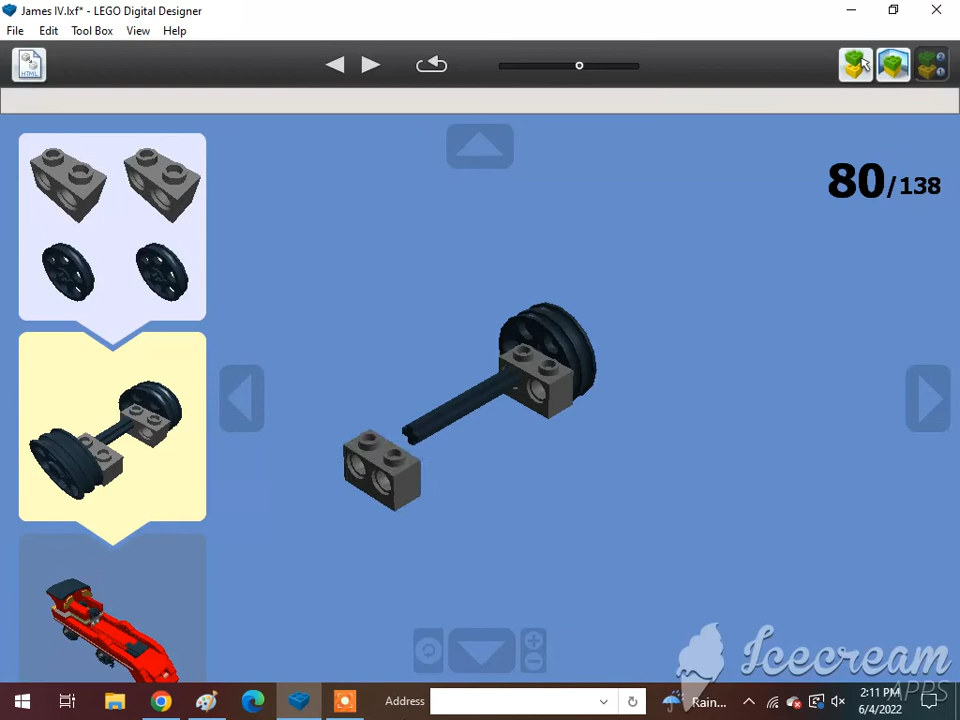 James IV.lxf* - LEGO Digital Designer
File Edit Tool Box View Help
HTML
80/138
Icecream
APPS
Address
Rain...
2:11 PM
6/4/2022